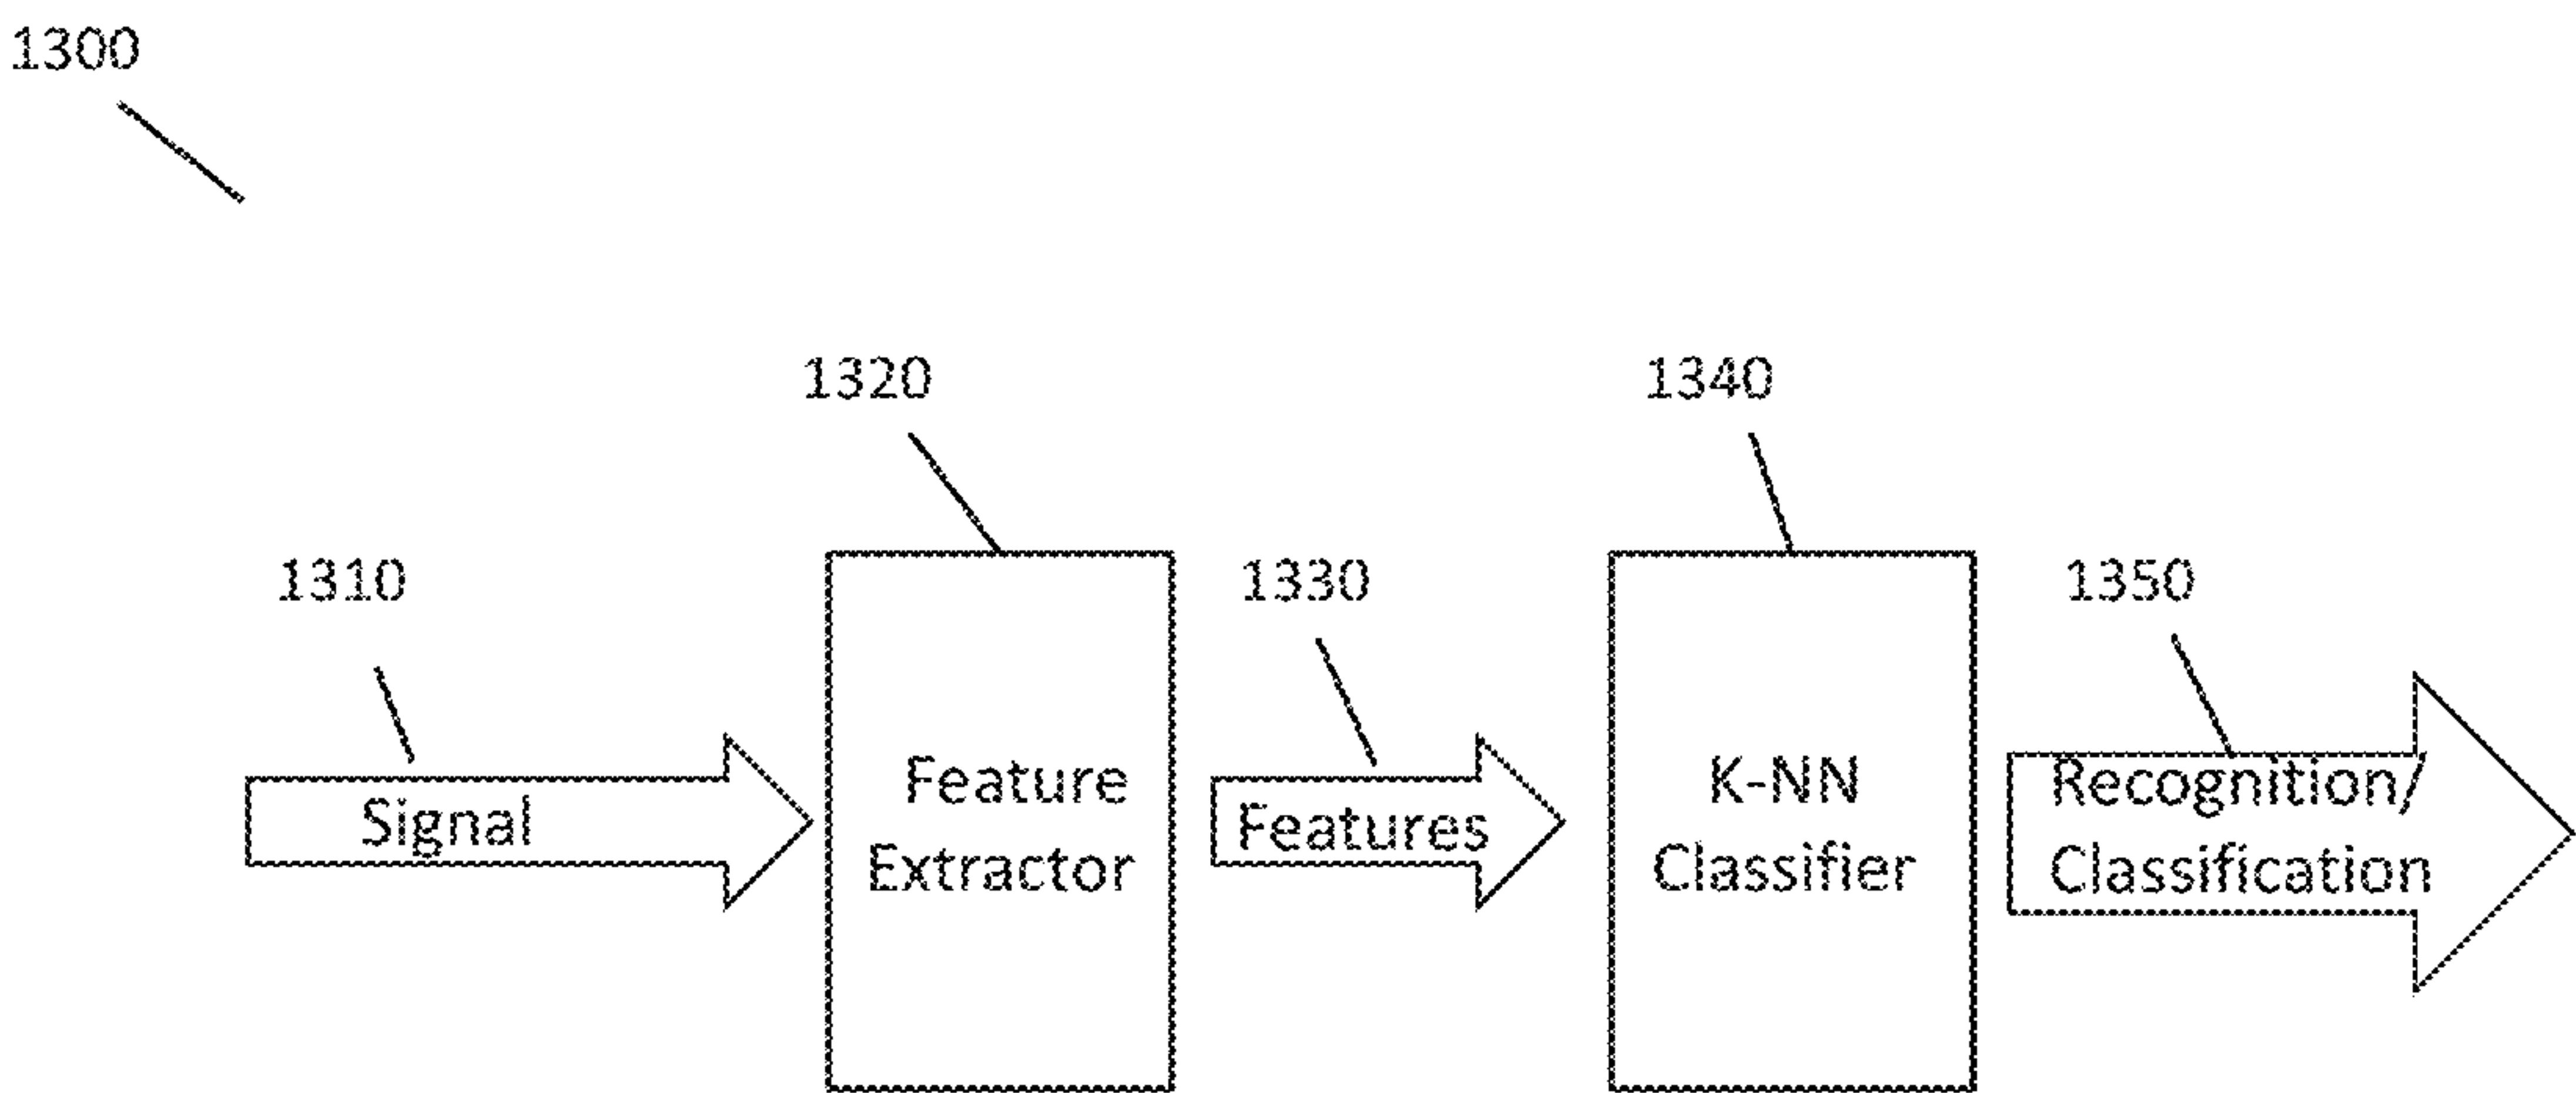 1300
1320
1340
1310
1330
1350
Signal
Feature
Extractor
Features
K-NN
Classifier
Recognition/
Classification